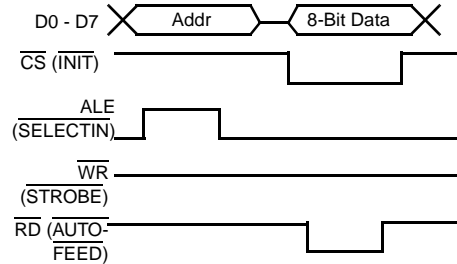 D0 - D7 Addr 8-Bit Data
CS (INIT)
ALE
(SELECTIN)
WR
(STROBE)
RD (AUTO-
FEED)